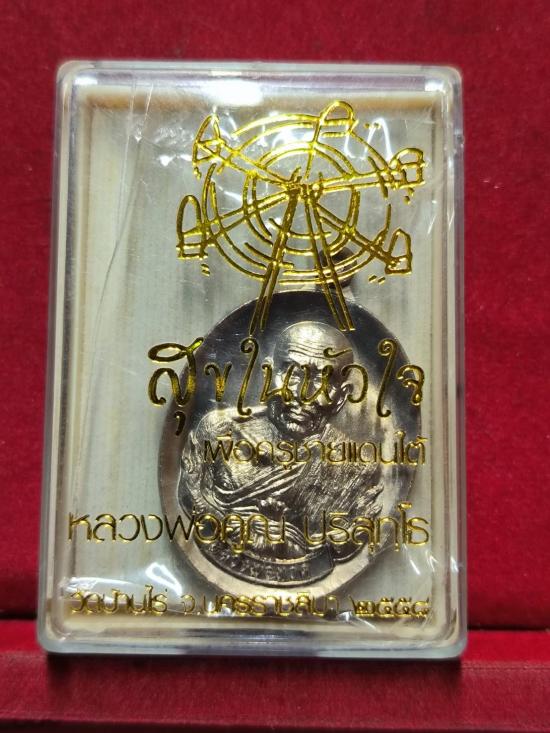 สุขในหัวใจ
เพื่อครูชายแดนใต้
หลวงพ่อคูณ ปริสุทฺโธ
วัดบ้านไร่ จ.นครราชสีมา ๒๕๕๘